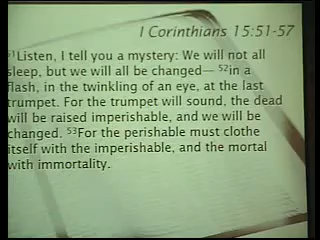 I Corinthians 15:51-57
51Listen, I tell you a mystery: We will not all
sleep, but we will all be changed— 52in a
flash, in the twinkling of an eye, at the last
trumpet. For the trumpet will sound, the dead
will be raised imperishable, and we will be
changed. 53For the perishable must clothe
itself with the imperishable, and the mortal
with immortality.